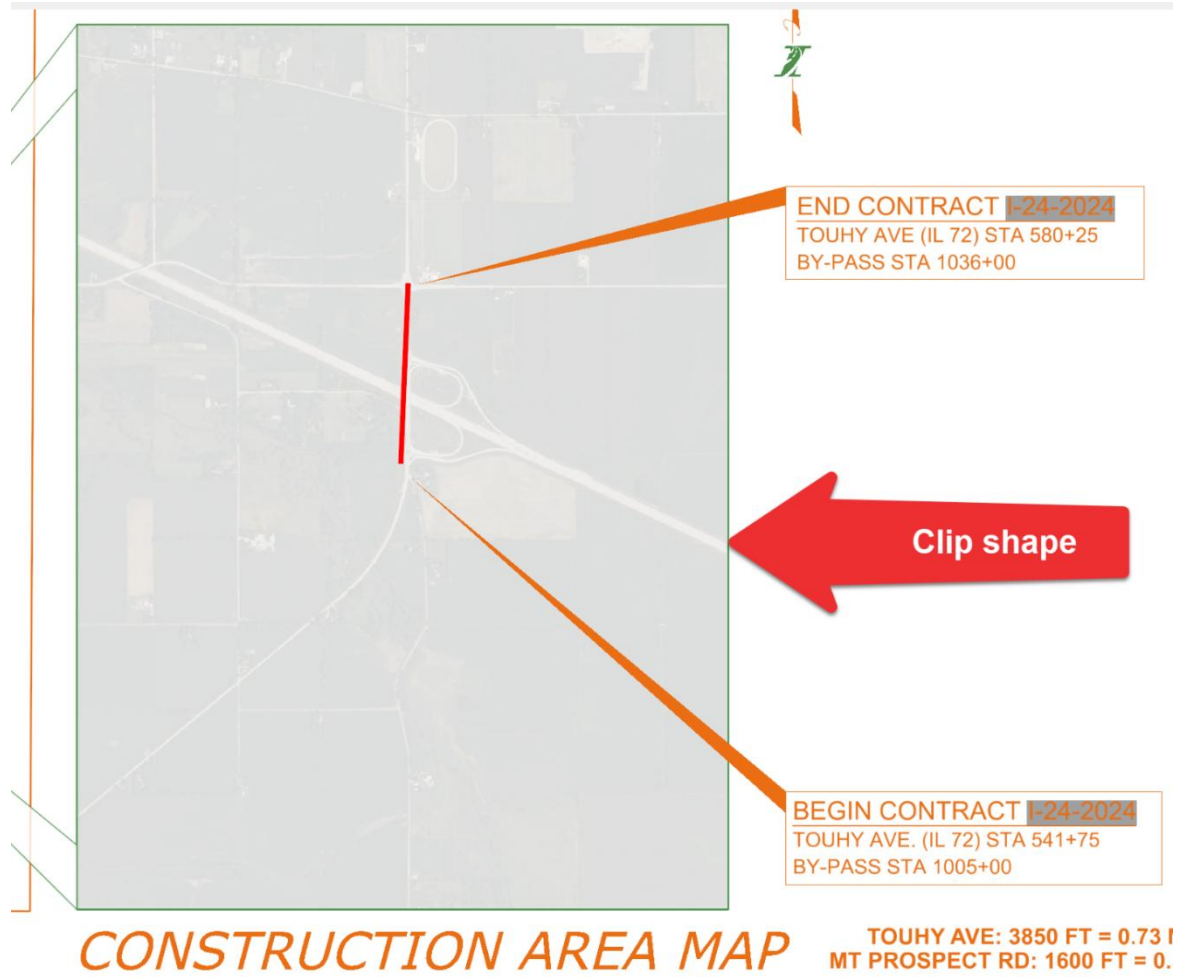 END CONTRACT I-24-2024
TOUHY AVE (IL 72) STA 580+25
BY-PASS STA 1036+00
Clip shape
BEGIN CONTRACT I-24-2024
TOUHY AVE. (IL 72) STA 541+75
BY-PASS STA 1005+00
CONSTRUCTION AREA MAP
TOUHY AVE: 3850 FT = 0.73
MT PROSPECT RD: 1600 FT = 0.